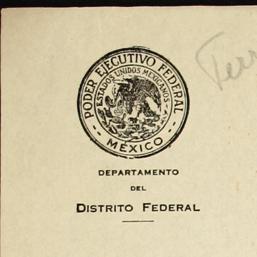 PODER EJECUTIVO FEDERAL
ESTADOS UNIDOS MEXICANOS
MÉXICO
DEPARTAMENTO
DEL
DISTRITO FEDERAL